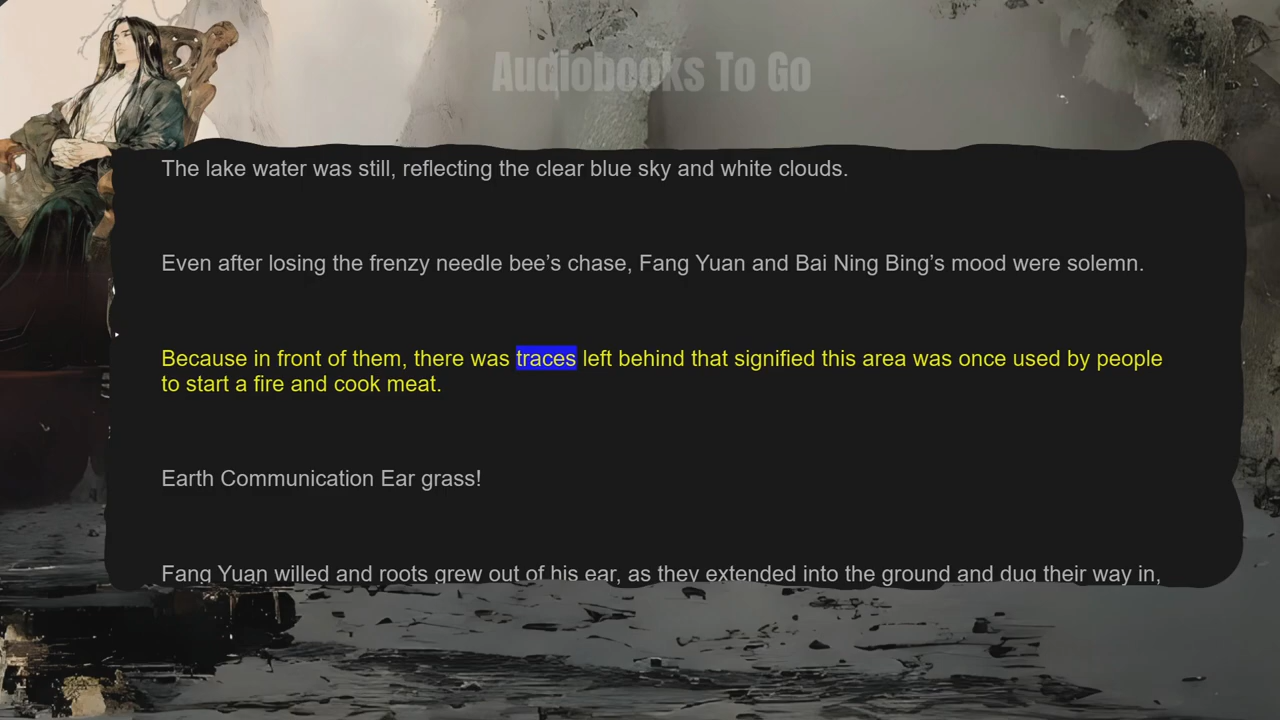 Audiobooks To Go
The lake water was still, reflecting the clear blue sky and white clouds.
Even after losing the frenzy needle bee’s chase, Fang Yuan and Bai Ning Bing’s mood were solemn.
Because in front of them, there was traces left behind that signified this area was once used by people
to start a fire and cook meat.
Earth Communication Ear grass!
Fang Yuan willed and roots grew out of his ear, as they extended into the ground and dug their way in,